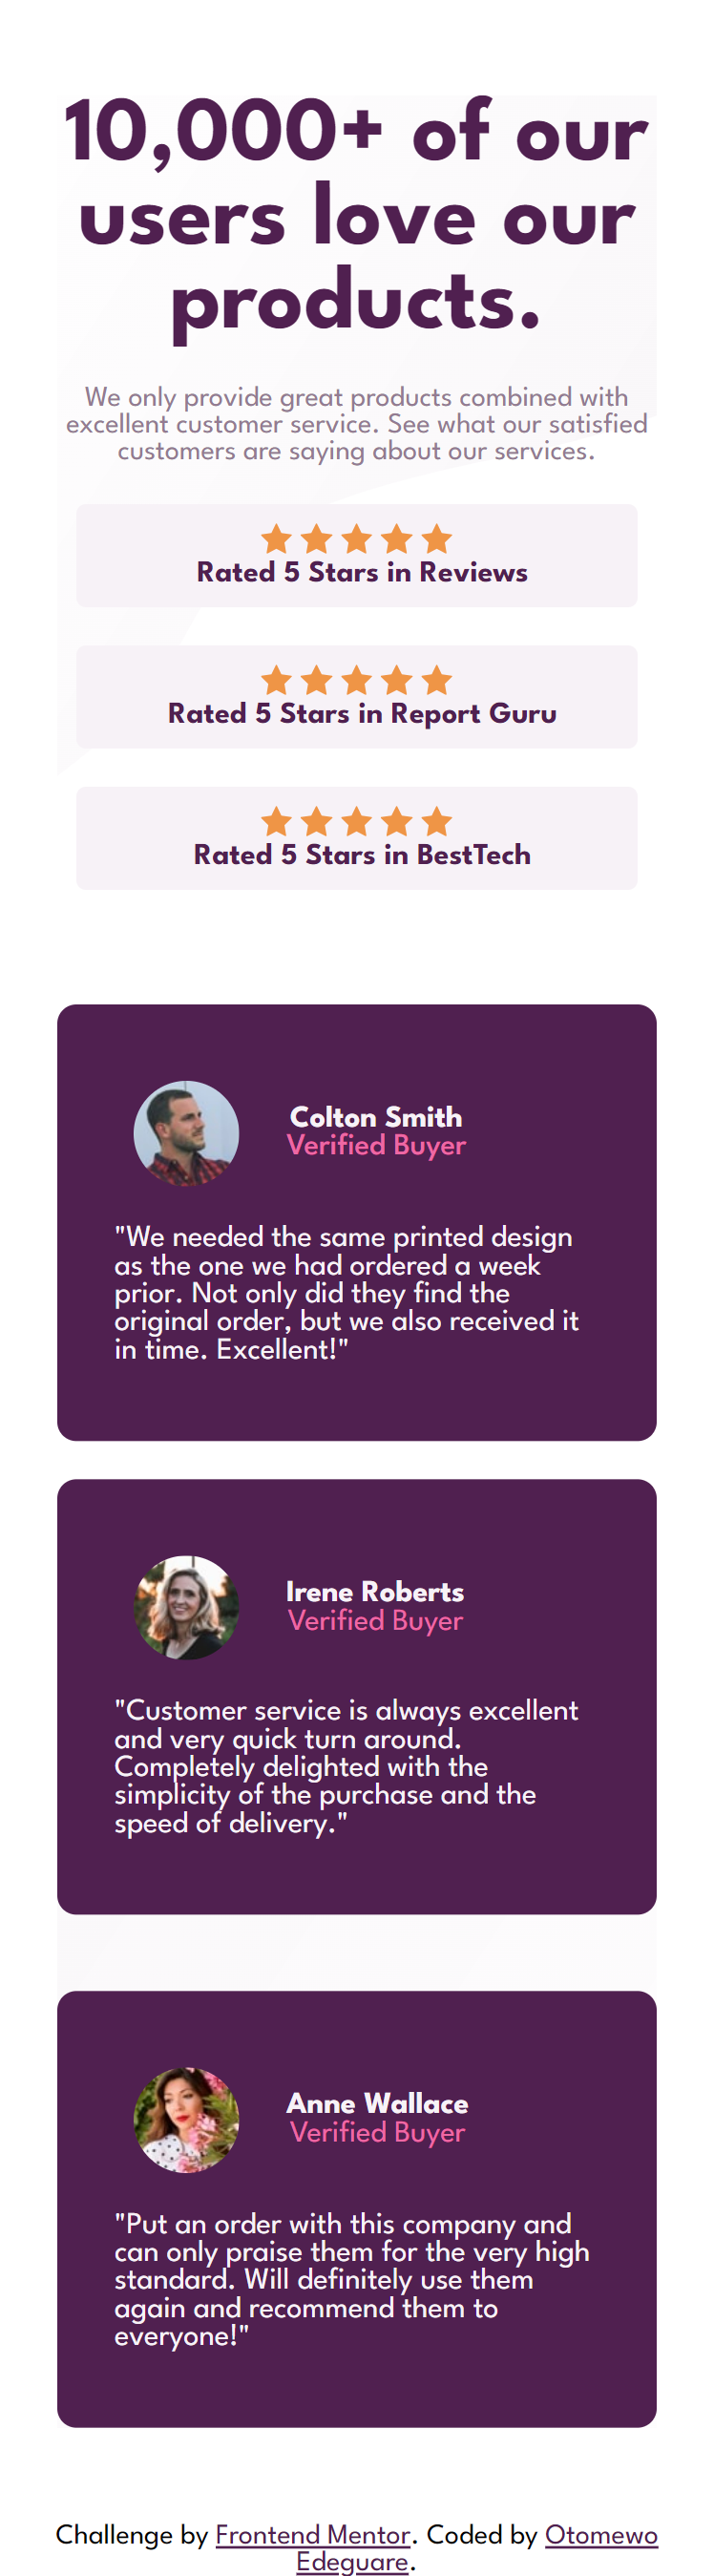 10,000+ of our
users love our
products.
We only provide great products combined with
excellent customer service. See what our satisfied
customers are saying about our services.
Rated 5 Stars in Reviews
Rated 5 Stars in Report Guru
Rated 5 Stars in BestTech
Colton Smith
Verified Buyer
"We needed the same printed design
as the one we had ordered a week
prior. Not only did they find the
original order, but we also received it
in time. Excellent!"
Irene Roberts
Verified Buyer
"Customer service is always excellent
and very quick turn around.
Completely delighted with the
simplicity of the purchase and the
speed of delivery."
Anne Wallace
Verified Buyer
"Put an order with this company and
can only praise them for the very high
standard. Will definitely use them
again and recommend them to
everyone!"
Challenge by Frontend Mentor. Coded by Otomewo
Edeguare.